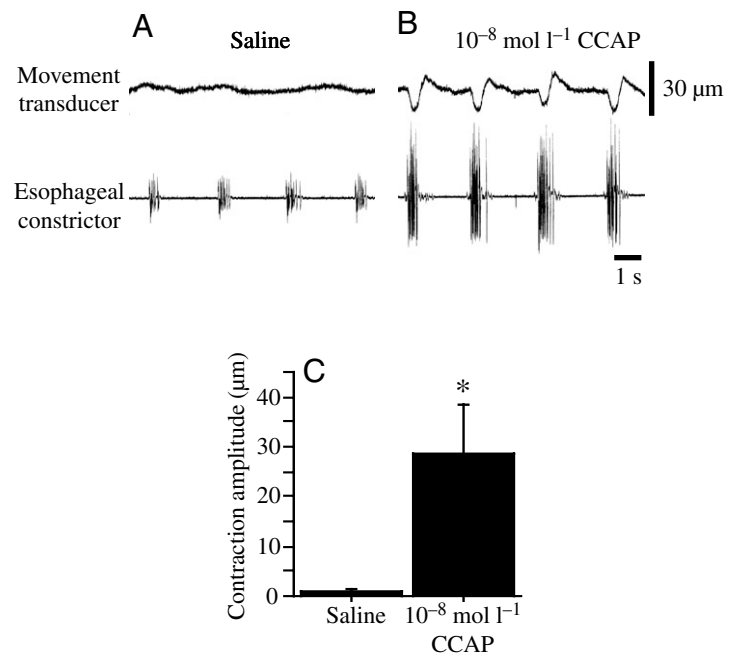 A
Saline
B
10⁻⁸ mol l⁻¹ CCAP
Movement
transducer
30 µm
Esophageal
constrictor
1 s
C
Contraction amplitude (µm)
40
30
20
10
0
*
Saline
10⁻⁸ mol l⁻¹
CCAP